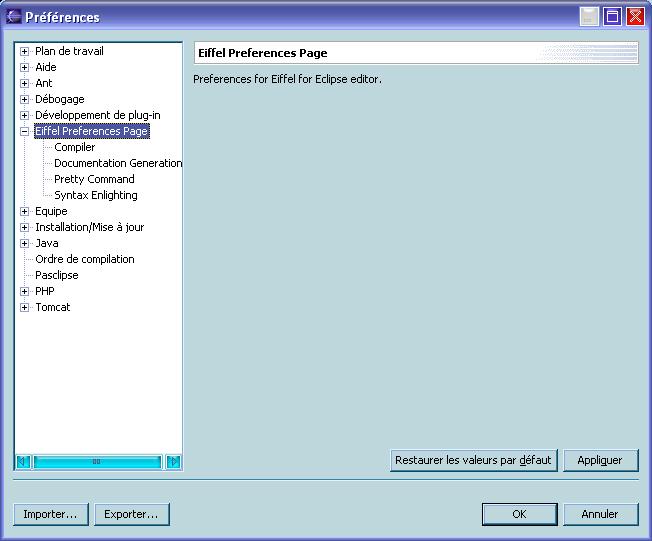 Préférences
Plan de travail
Aide
Ant
Débogage
Développement de plug-in
Eiffel Preferences Page
Compiler
Documentation Generation
Pretty Command
Syntax Enlighting
Equipe
Installation/Mise à jour
Java
Ordre de compilation
Pasclipse
PHP
Tomcat
Eiffel Preferences Page
Preferences for Eiffel for Eclipse editor.
Restaurer les valeurs par défaut
Appliquer
Importer...
Exporter...
OK
Annuler